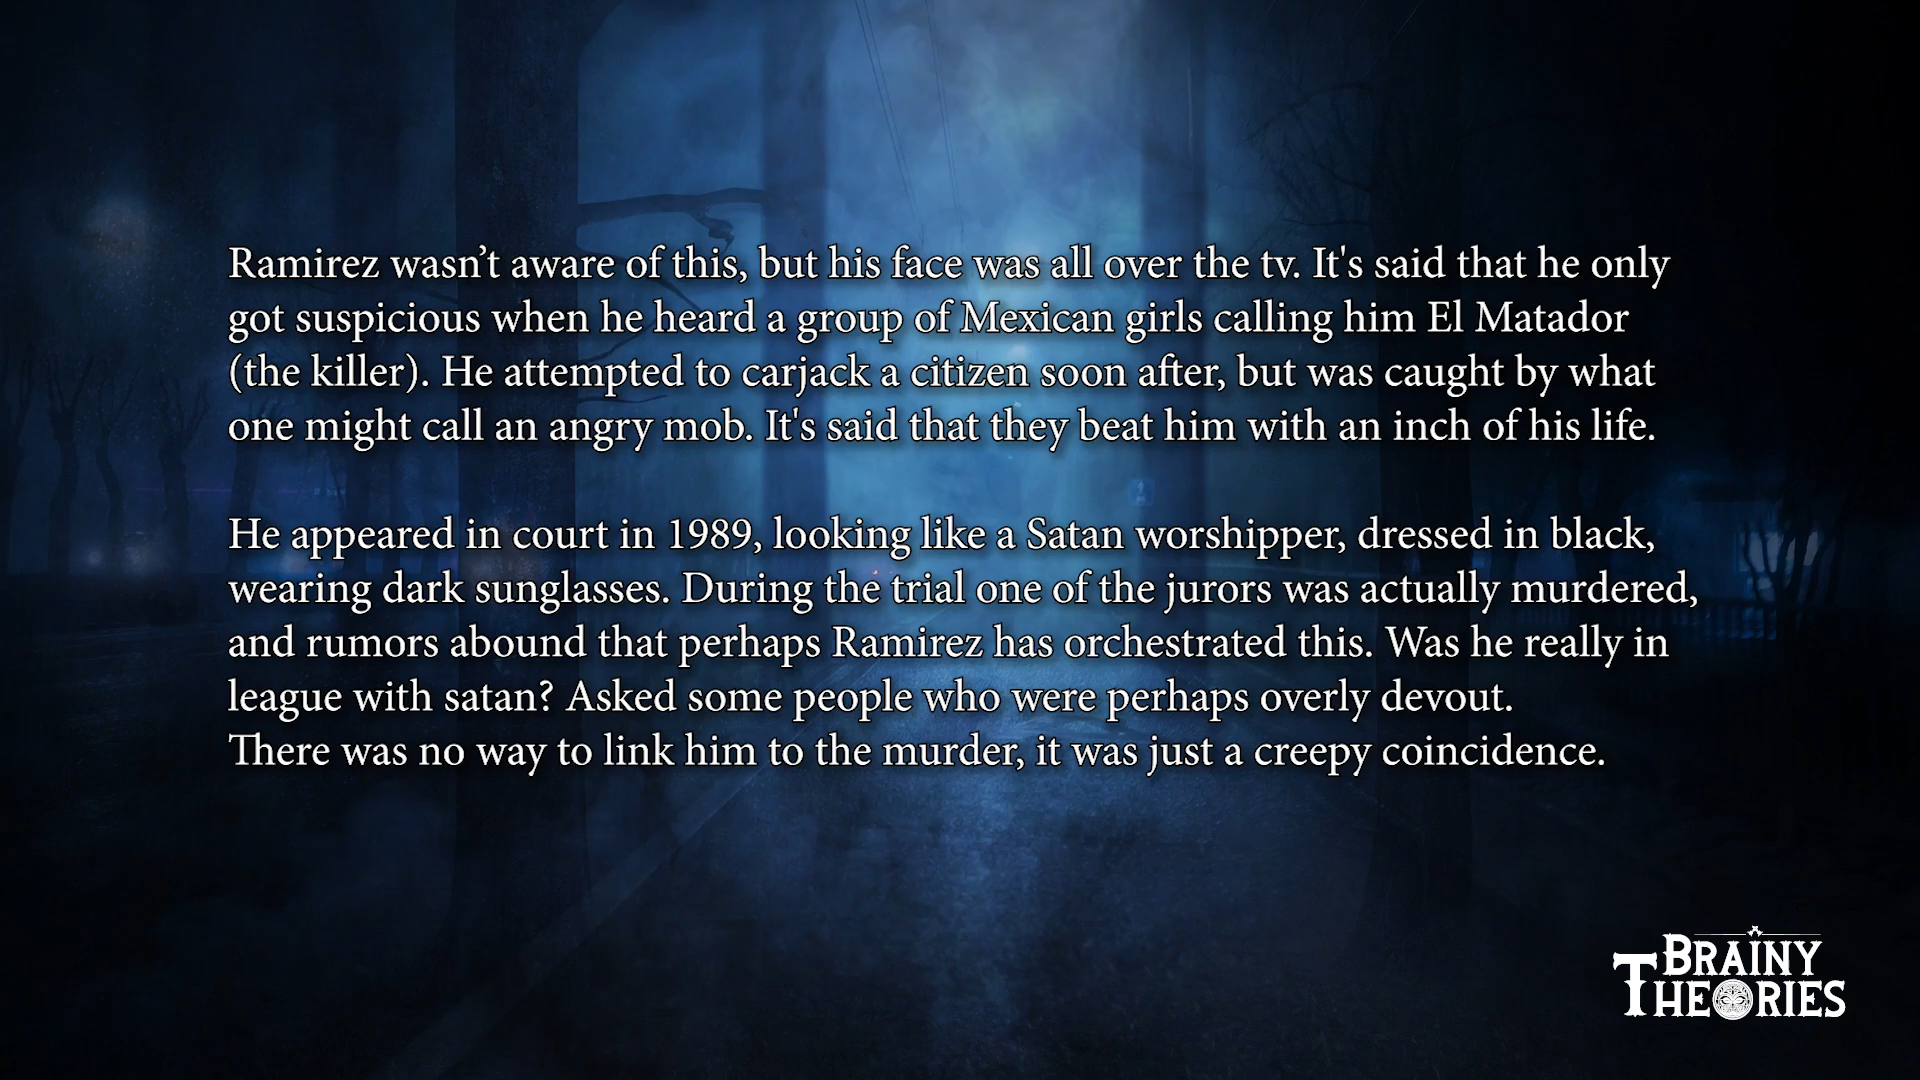 Ramirez wasn’t aware of this, but his face was all over the tv. It's said that he only
got suspicious when he heard a group of Mexican girls calling him El Matador
(the killer). He attempted to carjack a citizen soon after, but was caught by what
one might call an angry mob. It's said that they beat him with an inch of his life.
He appeared in court in 1989, looking like a Satan worshipper, dressed in black,
wearing dark sunglasses. During the trial one of the jurors was actually murdered,
and rumors abound that perhaps Ramirez has orchestrated this. Was he really in
league with satan? Asked some people who were perhaps overly devout.
There was no way to link him to the murder, it was just a creepy coincidence.
BRAINY
THEORIES